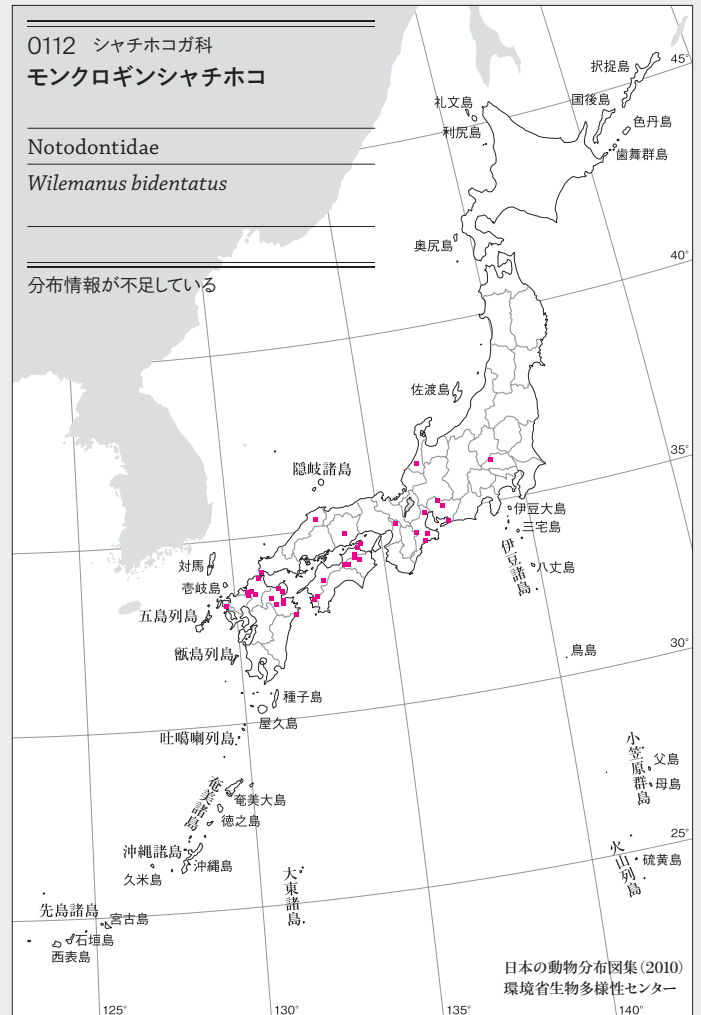 0112 シャチホコガ科
モンクロギンシャチホコ
Notodontidae
Wilemanus bidentatus
分布情報が不足している
択捉島
45°
礼文島
国後島
利尻島
色丹島
歯舞群島
奥尻島
40°
佐渡島
35°
隠岐諸島
伊豆大島
三宅島
伊豆諸島
八丈島
対馬
壱岐島
五島列島
甑島列島
鳥島
30°
種子島
屋久島
吐噶喇列島
小笠原群島
父島
母島
奄美諸島
奄美大島
徳之島
25°
沖縄諸島
沖縄島
久米島
火山列島
硫黄島
大東諸島
先島諸島
宮古島
石垣島
西表島
日本の動物分布図集(2010)
環境省生物多様性センター
125°
130°
135°
140°